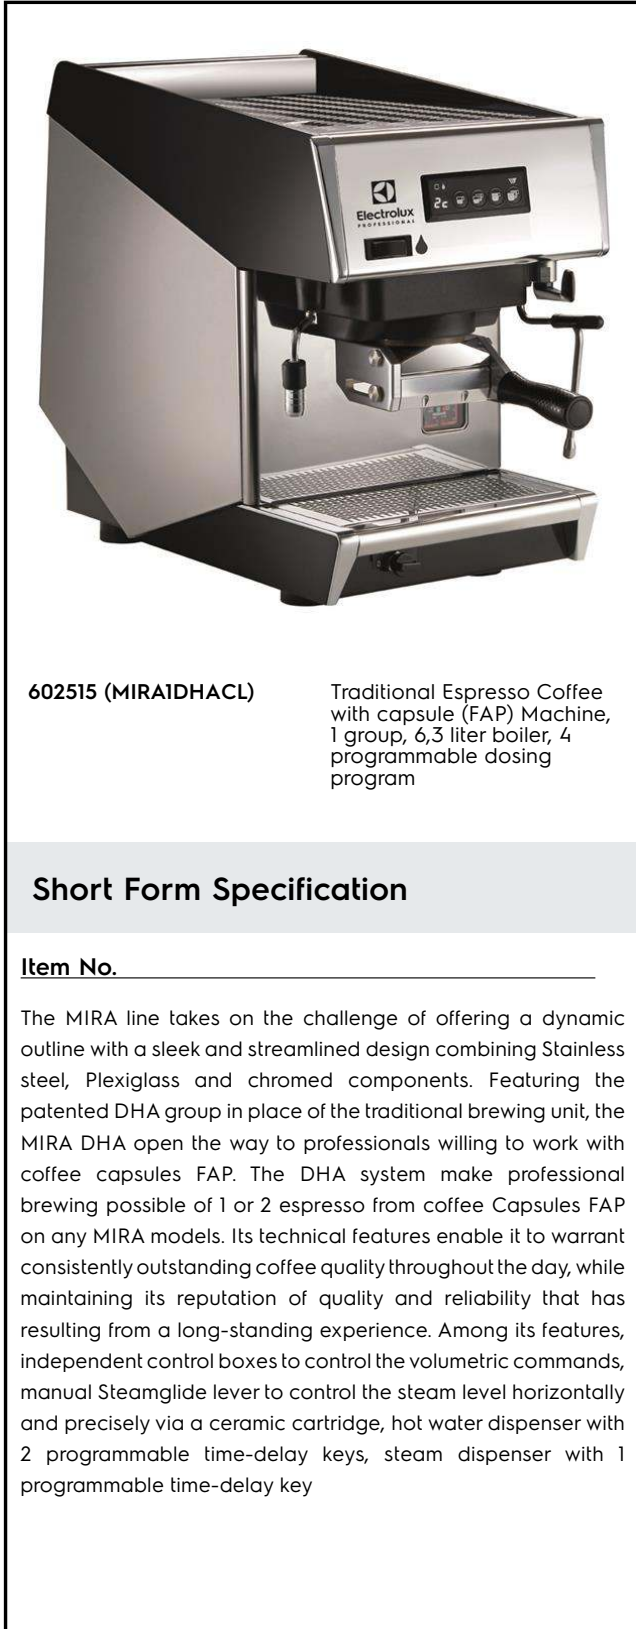 Electrolux
PROFESSIONAL
2c
602515 (MIRA1DHACL)
Traditional Espresso Coffee
with capsule (FAP) Machine,
1 group, 6,3 liter boiler, 4
programmable dosing
program
Short Form Specification
Item No.
The MIRA line takes on the challenge of offering a dynamic
outline with a sleek and streamlined design combining Stainless
steel, Plexiglass and chromed components. Featuring the
patented DHA group in place of the traditional brewing unit, the
MIRA DHA open the way to professionals willing to work with
coffee capsules FAP. The DHA system make professional
brewing possible of 1 or 2 espresso from coffee Capsules FAP
on any MIRA models. Its technical features enable it to warrant
consistently outstanding coffee quality throughout the day, while
maintaining its reputation of quality and reliability that has
resulting from a long-standing experience. Among its features,
independent control boxes to control the volumetric commands,
manual Steamglide lever to control the steam level horizontally
and precisely via a ceramic cartridge, hot water dispenser with
2 programmable time-delay keys, steam dispenser with 1
programmable time-delay key